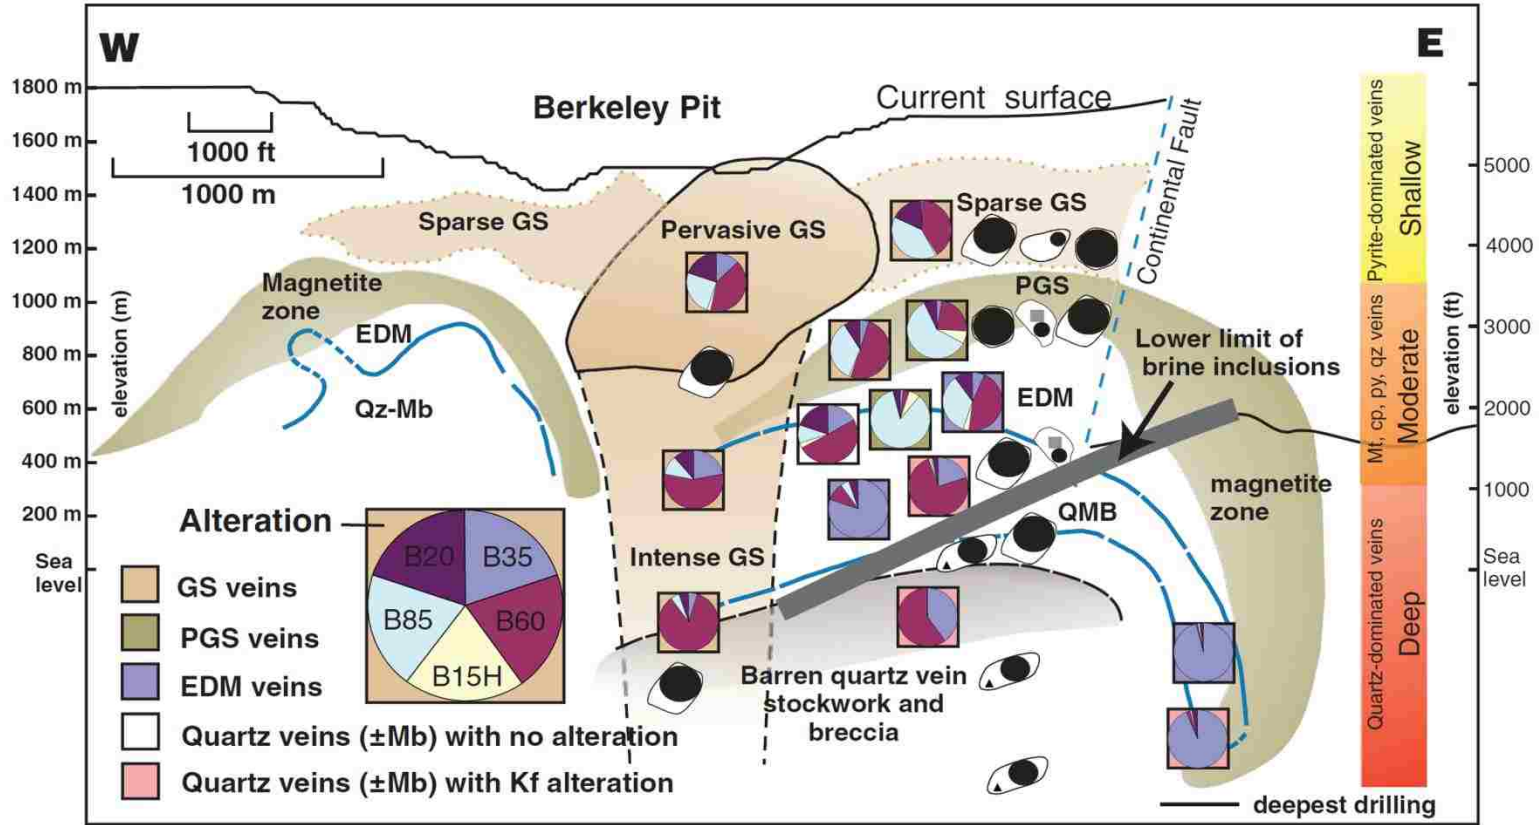 W
E
1800 m
1600 m
1400 m
1200 m
1000 m
800 m
600 m
400 m
200 m
Sea
level
elevation (m)
1000 ft
1000 m
Berkeley Pit
Current surface
Continental Fault
Sparse GS
Pervasive GS
Sparse GS
Magnetite
zone
EDM
Qz-Mb
PGS
Lower limit of
brine inclusions
EDM
QMB
magnetite
zone
Intense GS
Barren quartz vein
stockwork and
breccia
Alteration
B20
B35
B85
B60
B15H
GS veins
PGS veins
EDM veins
Quartz veins (±Mb) with no alteration
Quartz veins (±Mb) with Kf alteration
Pyrite-dominated veins
Shallow
Mt, cp, py, qz veins
Moderate
Quartz-dominated veins
Deep
5000
4000
3000
2000
1000
Sea
level
elevation (ft)
deepest drilling